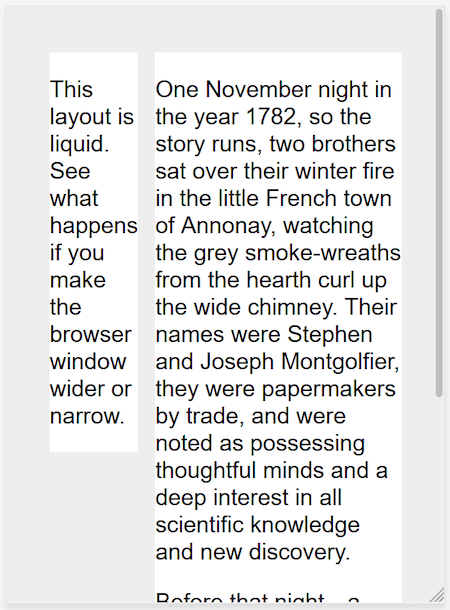 This
layout is
liquid.
See
what
happens
if you
make
the
browser
window
wider or
narrow.
One November night in
the year 1782, so the
story runs, two brothers
sat over their winter fire
in the little French town
of Annonay, watching
the grey smoke-wreaths
from the hearth curl up
the wide chimney. Their
names were Stephen
and Joseph Montgolfier,
they were papermakers
by trade, and were
noted as possessing
thoughtful minds and a
deep interest in all
scientific knowledge
and new discovery.
Before that night—a